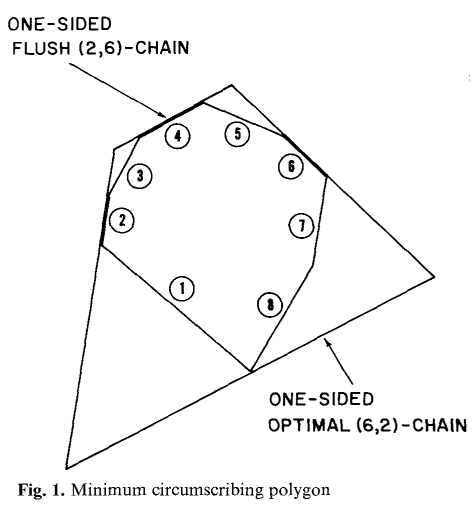 ONE-SIDED
FLUSH (2,6)-CHAIN
4
5
3
6
2
7
1
8
ONE-SIDED
OPTIMAL (6,2)-CHAIN
Fig. 1. Minimum circumscribing polygon